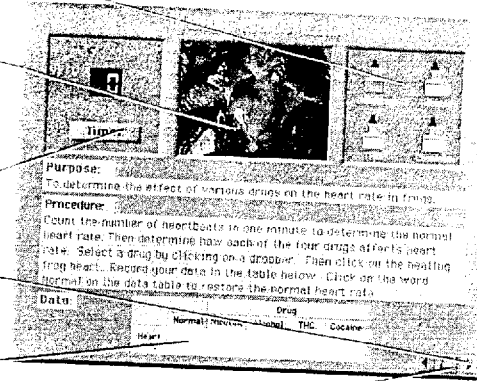 0
Timer
Purpose:
To determine the effect of various drugs on the heart rate in frogs.
Procedure:
Count the number of heartbeats in one minute to determine the normal
heart rate. Then determine how each of the four drugs affects heart
rate. Select a drug by clicking on a dropper. Then click on the beating
frog heart. Record your data in the table below. Click on the word
normal on the data table to restore the normal heart rate.
Data:
Drug
Normal Nicotine Alcohol THC Cocaine
Heart